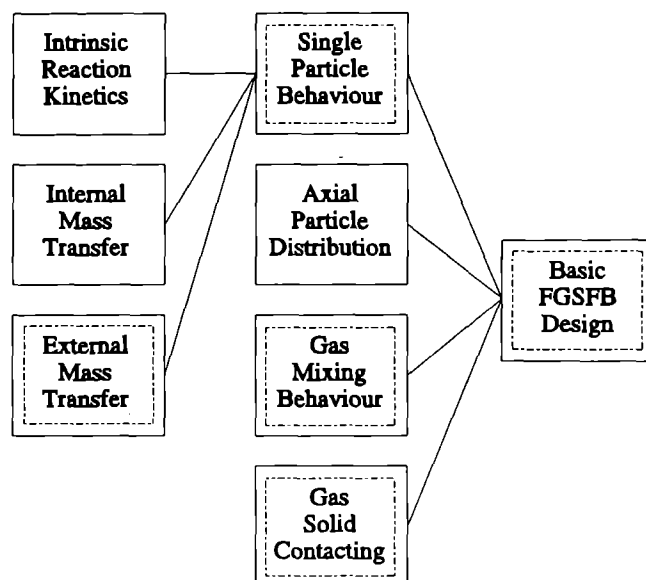 Intrinsic
Reaction
Kinetics
Internal
Mass
Transfer
External
Mass
Transfer
Single
Particle
Behaviour
Axial
Particle
Distribution
Gas
Mixing
Behaviour
Gas
Solid
Contacting
Basic
FGSFB
Design